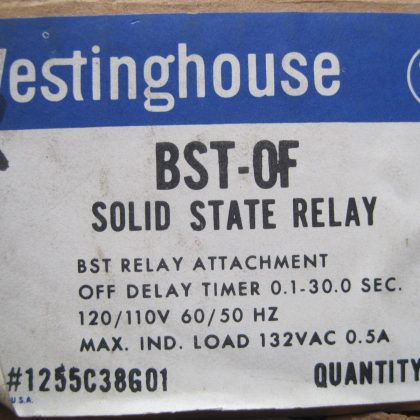 Westinghouse
BST-OF
SOLID STATE RELAY
BST RELAY ATTACHMENT
OFF DELAY TIMER 0.1-30.0 SEC.
120/110V 60/50 HZ
MAX. IND. LOAD 132VAC 0.5A
#1255C38G01 QUANTITY
U.S.A.